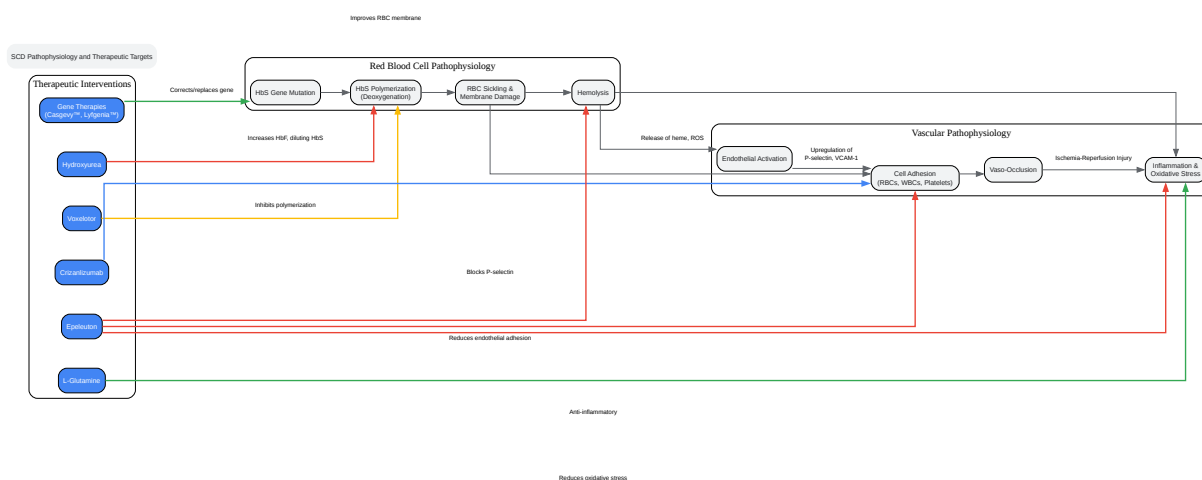 Improves RBC membrane
SCD Pathophysiology and Therapeutic Targets
Therapeutic Interventions
Gene Therapies
(Casgevy™, Lyfgenia™)
Hydroxyurea
Voxelotor
Crizanlizumab
Epeleuton
L-Glutamine
Corrects/replaces gene
Red Blood Cell Pathophysiology
HbS Gene Mutation
HbS Polymerization
(Deoxygenation)
RBC Sickling &
Membrane Damage
Hemolysis
Increases HbF, diluting HbS
Release of heme, ROS
Vascular Pathophysiology
Endothelial Activation
Upregulation of
P-selectin, VCAM-1
Cell Adhesion
(RBCs, WBCs, Platelets)
Vaso-Occlusion
Ischemia-Reperfusion Injury
Inflammation &
Oxidative Stress
Inhibits polymerization
Blocks P-selectin
Reduces endothelial adhesion
Anti-inflammatory
Reduces oxidative stress